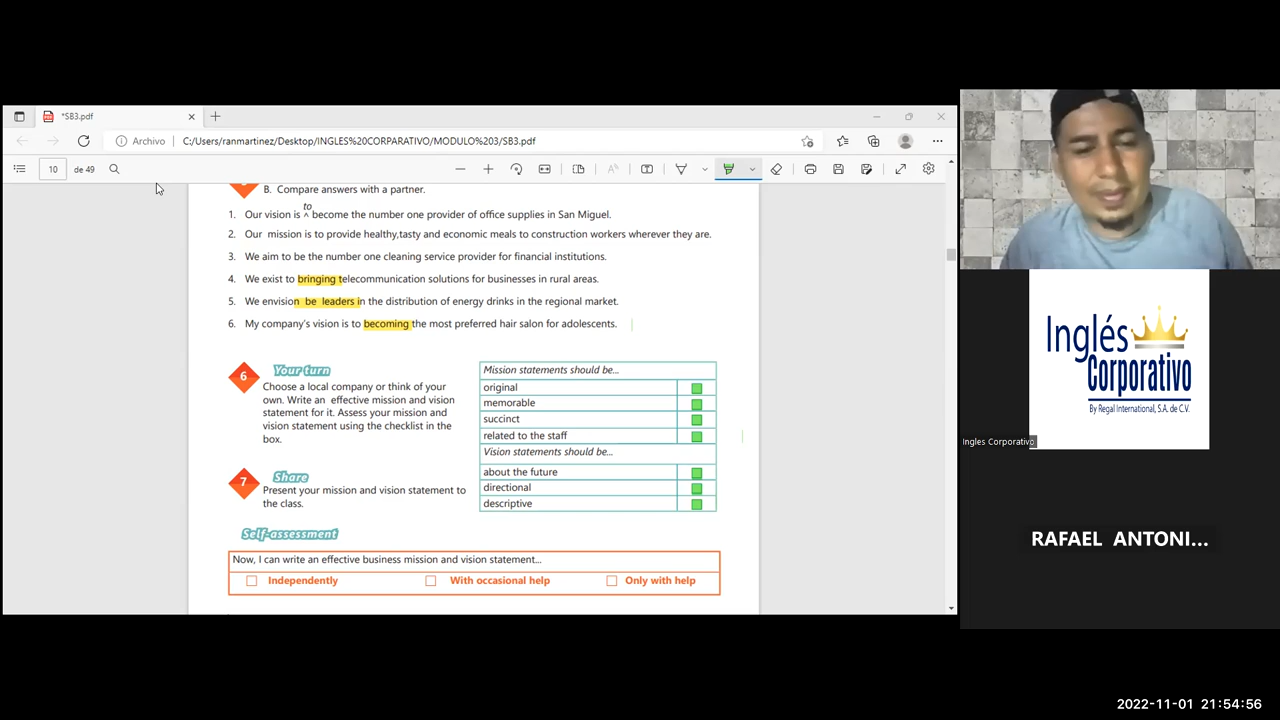 *SB3.pdf
Archivo
C:/Users/ranmartinez/Desktop/INGLES%20CORPARATIVO/MODULO%203/SB3.pdf
10
de 49
B. Compare answers with a partner.
to
1. Our vision is ^ become the number one provider of office supplies in San Miguel.
2. Our mission is to provide healthy,tasty and economic meals to construction workers wherever they are.
3. We aim to be the number one cleaning service provider for financial institutions.
4. We exist to bringing telecommunication solutions for businesses in rural areas.
5. We envision be leaders in the distribution of energy drinks in the regional market.
6. My company's vision is to becoming the most preferred hair salon for adolescents.
6
Your turn
Choose a local company or think of your
own. Write an effective mission and vision
statement for it. Assess your mission and
vision statement using the checklist in the
box.
7
Share
Present your mission and vision statement to
the class.
Mission statements should be...
original
memorable
succinct
related to the staff
Vision statements should be...
about the future
directional
descriptive
Self-assessment
Now, I can write an effective business mission and vision statement...
Independently
With occasional help
Only with help
Inglés
Corporativo
By Regal International, S.A. de C.V.
Ingles Corporativo
RAFAEL ANTONI...
2022-11-01 21:54:56